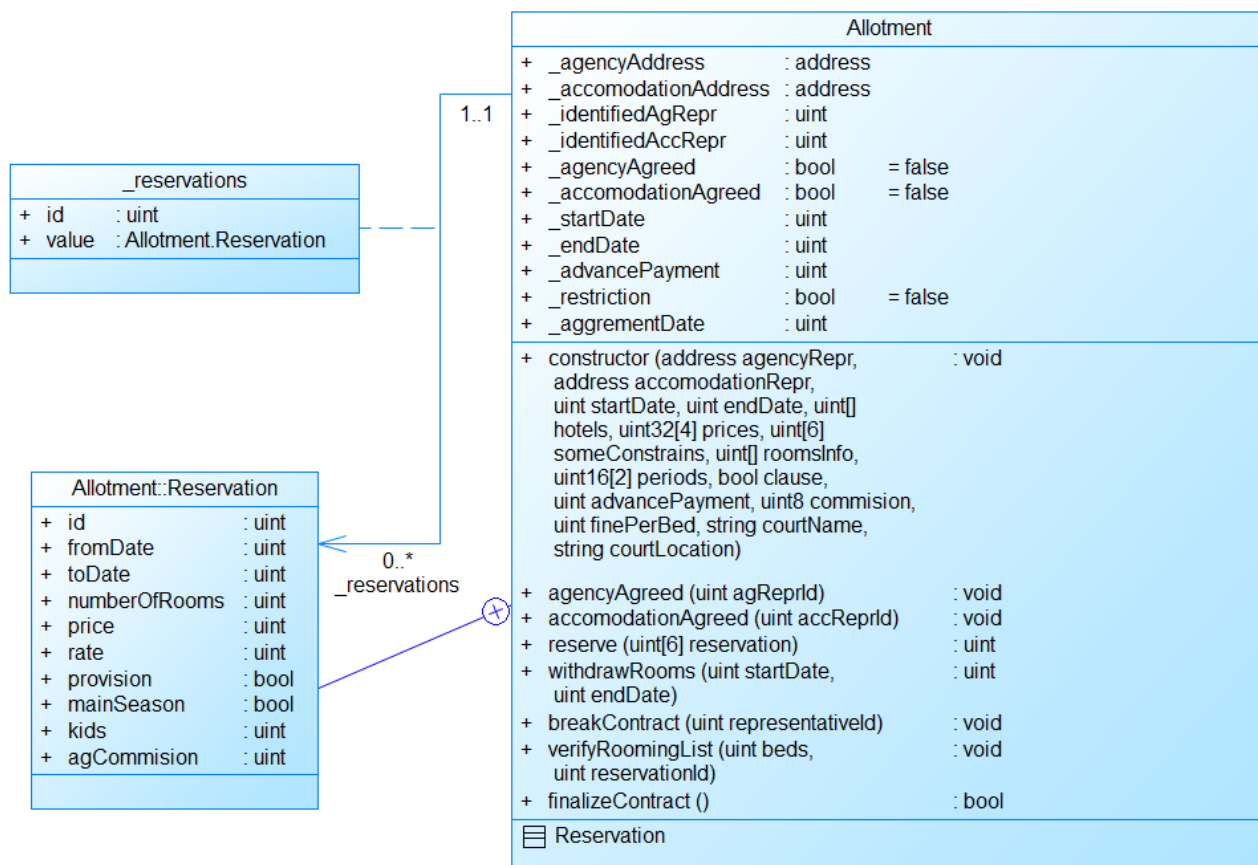 Allotment
+ _agencyAddress : address
+ _accomodationAddress : address
+ _identifiedAgRepr : uint
+ _identifiedAccRepr : uint
+ _agencyAgreed : bool = false
+ _accomodationAgreed : bool = false
+ _startDate : uint
+ _endDate : uint
+ _advancePayment : uint
+ _restriction : bool = false
+ _aggrementDate : uint
+ constructor (address agencyRepr, : void
address accomodationRepr,
uint startDate, uint endDate, uint[]
hotels, uint32[4] prices, uint[6]
someConstrains, uint[] roomsInfo,
uint16[2] periods, bool clause,
uint advancePayment, uint8 commision,
uint finePerBed, string courtName,
string courtLocation)
+ agencyAgreed (uint agReprId) : void
+ accomodationAgreed (uint accReprId) : void
+ reserve (uint[6] reservation) : uint
+ withdrawRooms (uint startDate, : uint
uint endDate)
+ breakContract (uint representativeId) : void
+ verifyRoomingList (uint beds, : void
uint reservationId)
+ finalizeContract () : bool
Reservation
1..1
_reservations
+ id : uint
+ value : Allotment.Reservation
Allotment::Reservation
+ id : uint
+ fromDate : uint
+ toDate : uint
+ numberOfRooms : uint
+ price : uint
+ rate : uint
+ provision : bool
+ mainSeason : bool
+ kids : uint
+ agCommision : uint
0..*
_reservations